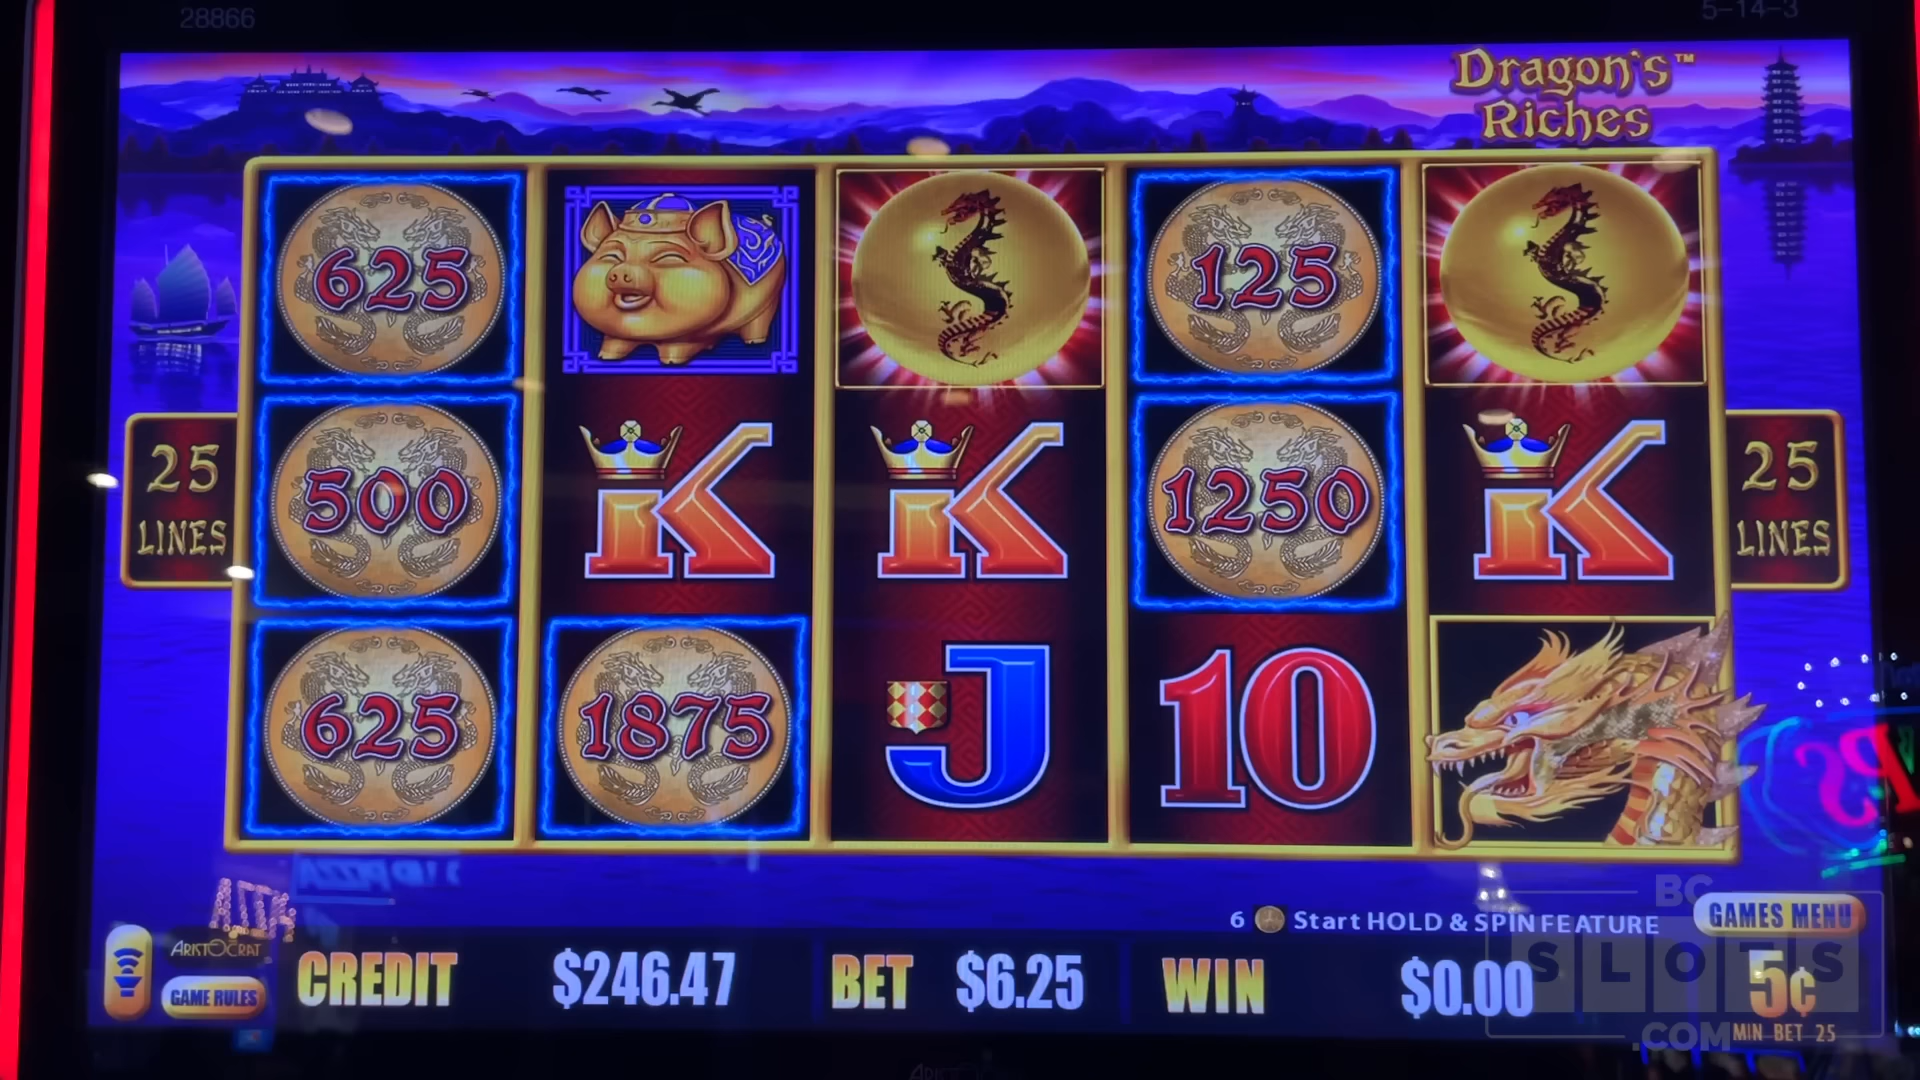 28866
5-14-3
Dragon's™
Riches
625
125
25
LINES
500
K
K
1250
K
25
LINES
625
1875
J
10
6 Start HOLD & SPIN FEATURE
BC
SLOTS
.COM
GAMES MENU
ARISTOCRAT
GAME RULES
CREDIT $246.47 BET $6.25 WIN $0.00
5¢
MIN BET 25